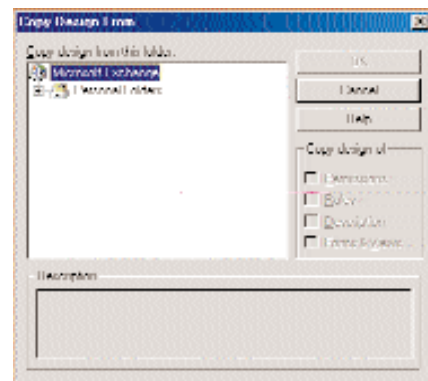 Copy Design From
Copy design from this folder:
Microsoft Exchange
Personal Folders
OK
Cancel
Help
Copy design of
Permissions
Rules
Description
Forms & Views
Description